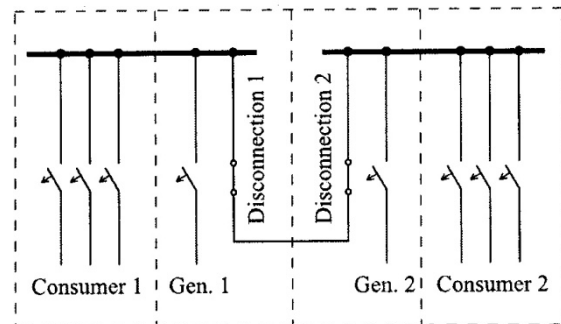 Disconnection 1
Disconnection 2
Consumer 1
Gen. 1
Gen. 2
Consumer 2